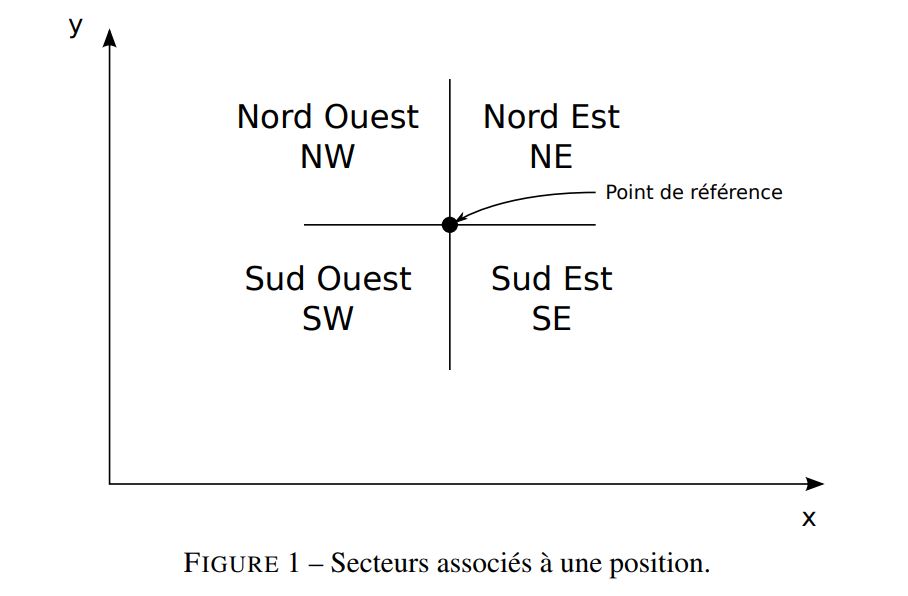 y
Nord Ouest
NW
Nord Est
NE
Point de référence
Sud Ouest
SW
Sud Est
SE
x
FIGURE 1 – Secteurs associés à une position.